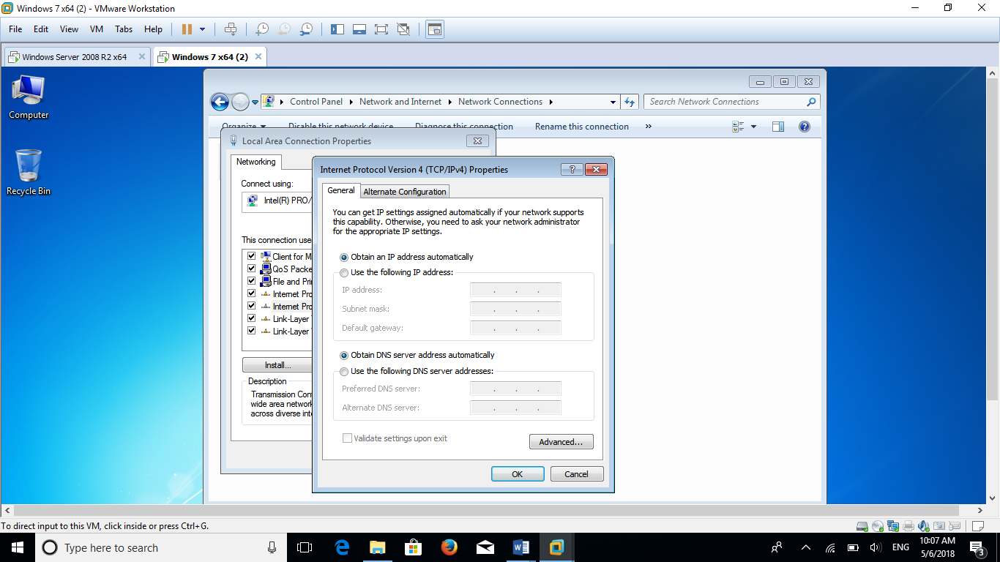 Windows 7 x64 (2) - VMware Workstation
File Edit View VM Tabs Help
Windows Server 2008 R2 x64
Windows 7 x64 (2)
Computer
Recycle Bin
Control Panel Network and Internet Network Connections
Search Network Connections
Organize Disable this network device Diagnose this connection Rename this connection »
Local Area Connection Properties
Networking
Connect using:
Intel(R) PRO/
This connection use
Client for M
QoS Packe
File and Prin
Internet Pro
Internet Pro
Link-Layer
Link-Layer
Install...
Description
Transmission Cont
wide area network
across diverse inte
Internet Protocol Version 4 (TCP/IPv4) Properties
General
Alternate Configuration
You can get IP settings assigned automatically if your network supports
this capability. Otherwise, you need to ask your network administrator
for the appropriate IP settings.
Obtain an IP address automatically
Use the following IP address:
IP address:
Subnet mask:
Default gateway:
Obtain DNS server address automatically
Use the following DNS server addresses:
Preferred DNS server:
Alternate DNS server:
Validate settings upon exit
Advanced...
OK
Cancel
To direct input to this VM, click inside or press Ctrl+G.
Type here to search
ENG
10:07 AM
5/6/2018
3